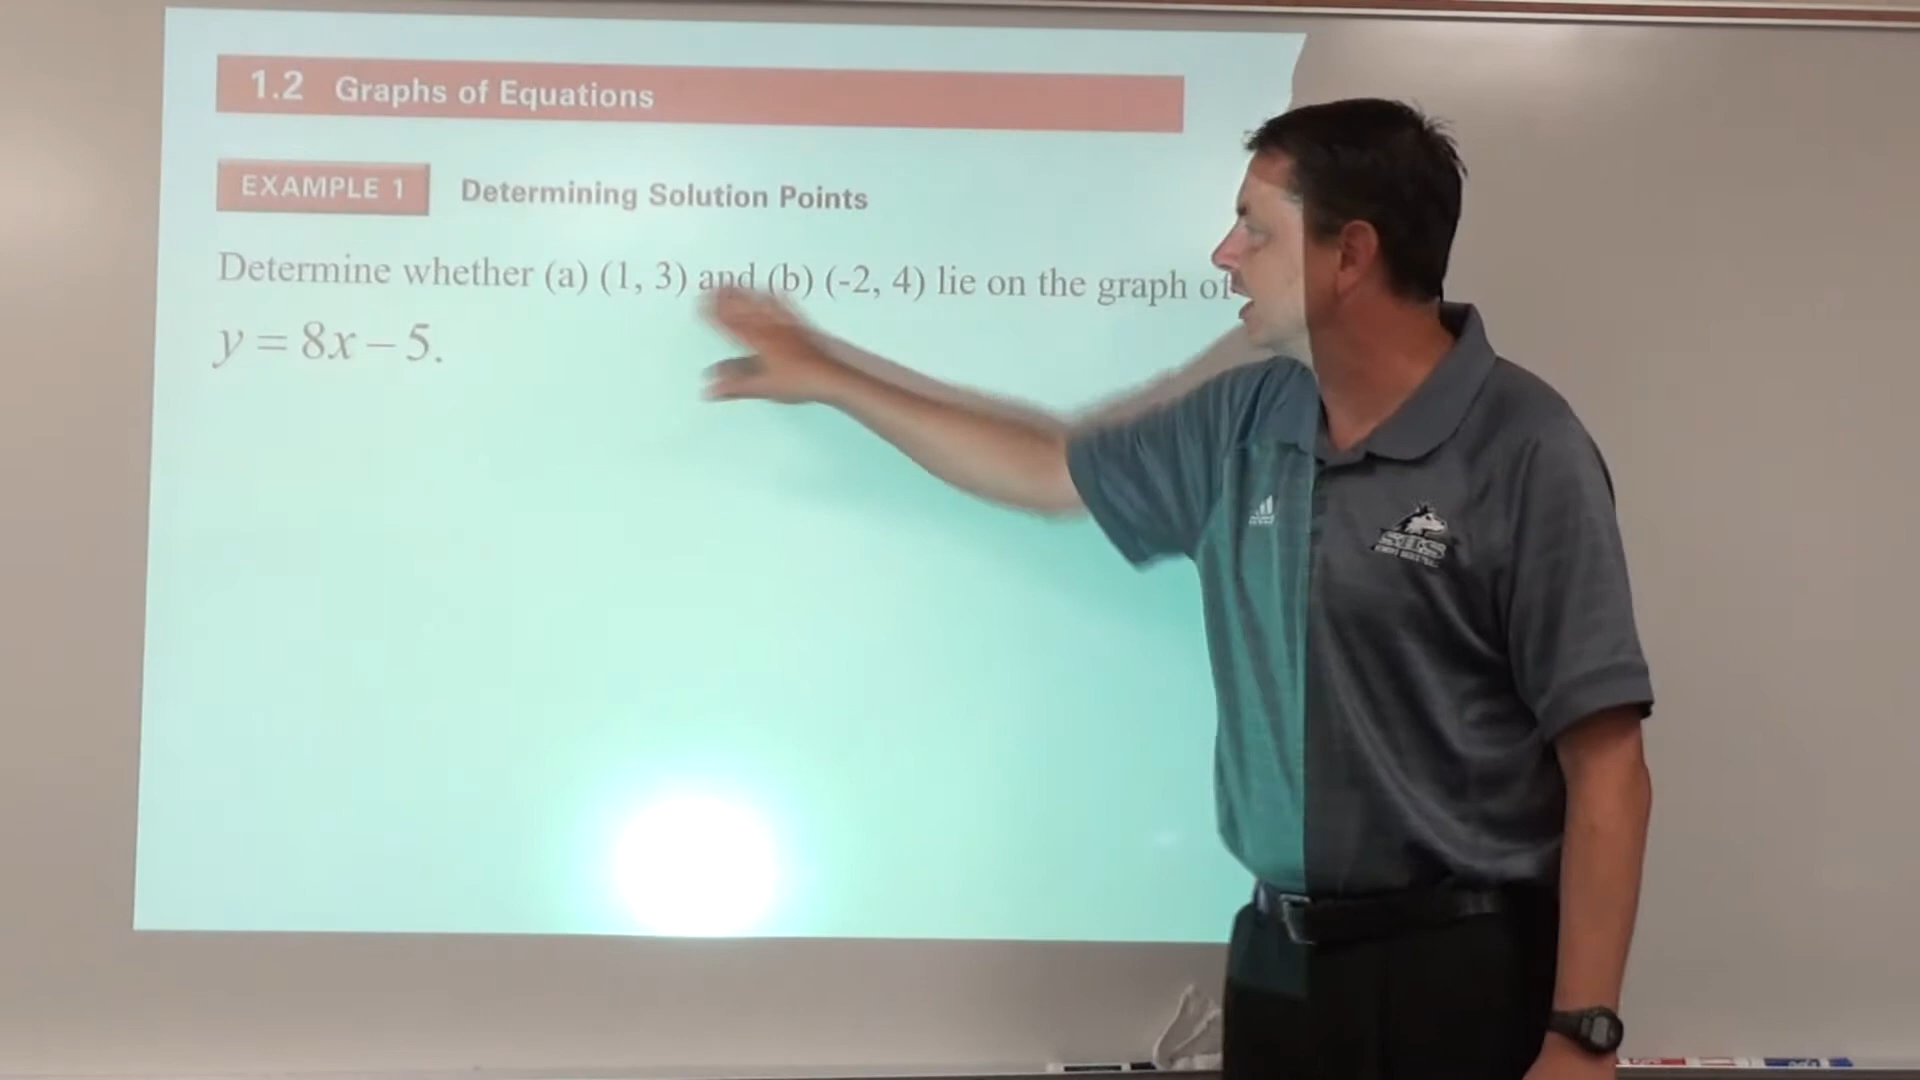 1.2 Graphs of Equations
EXAMPLE 1 Determining Solution Points
Determine whether (a) (1, 3) and (b) (-2, 4) lie on the graph of
y = 8x – 5.